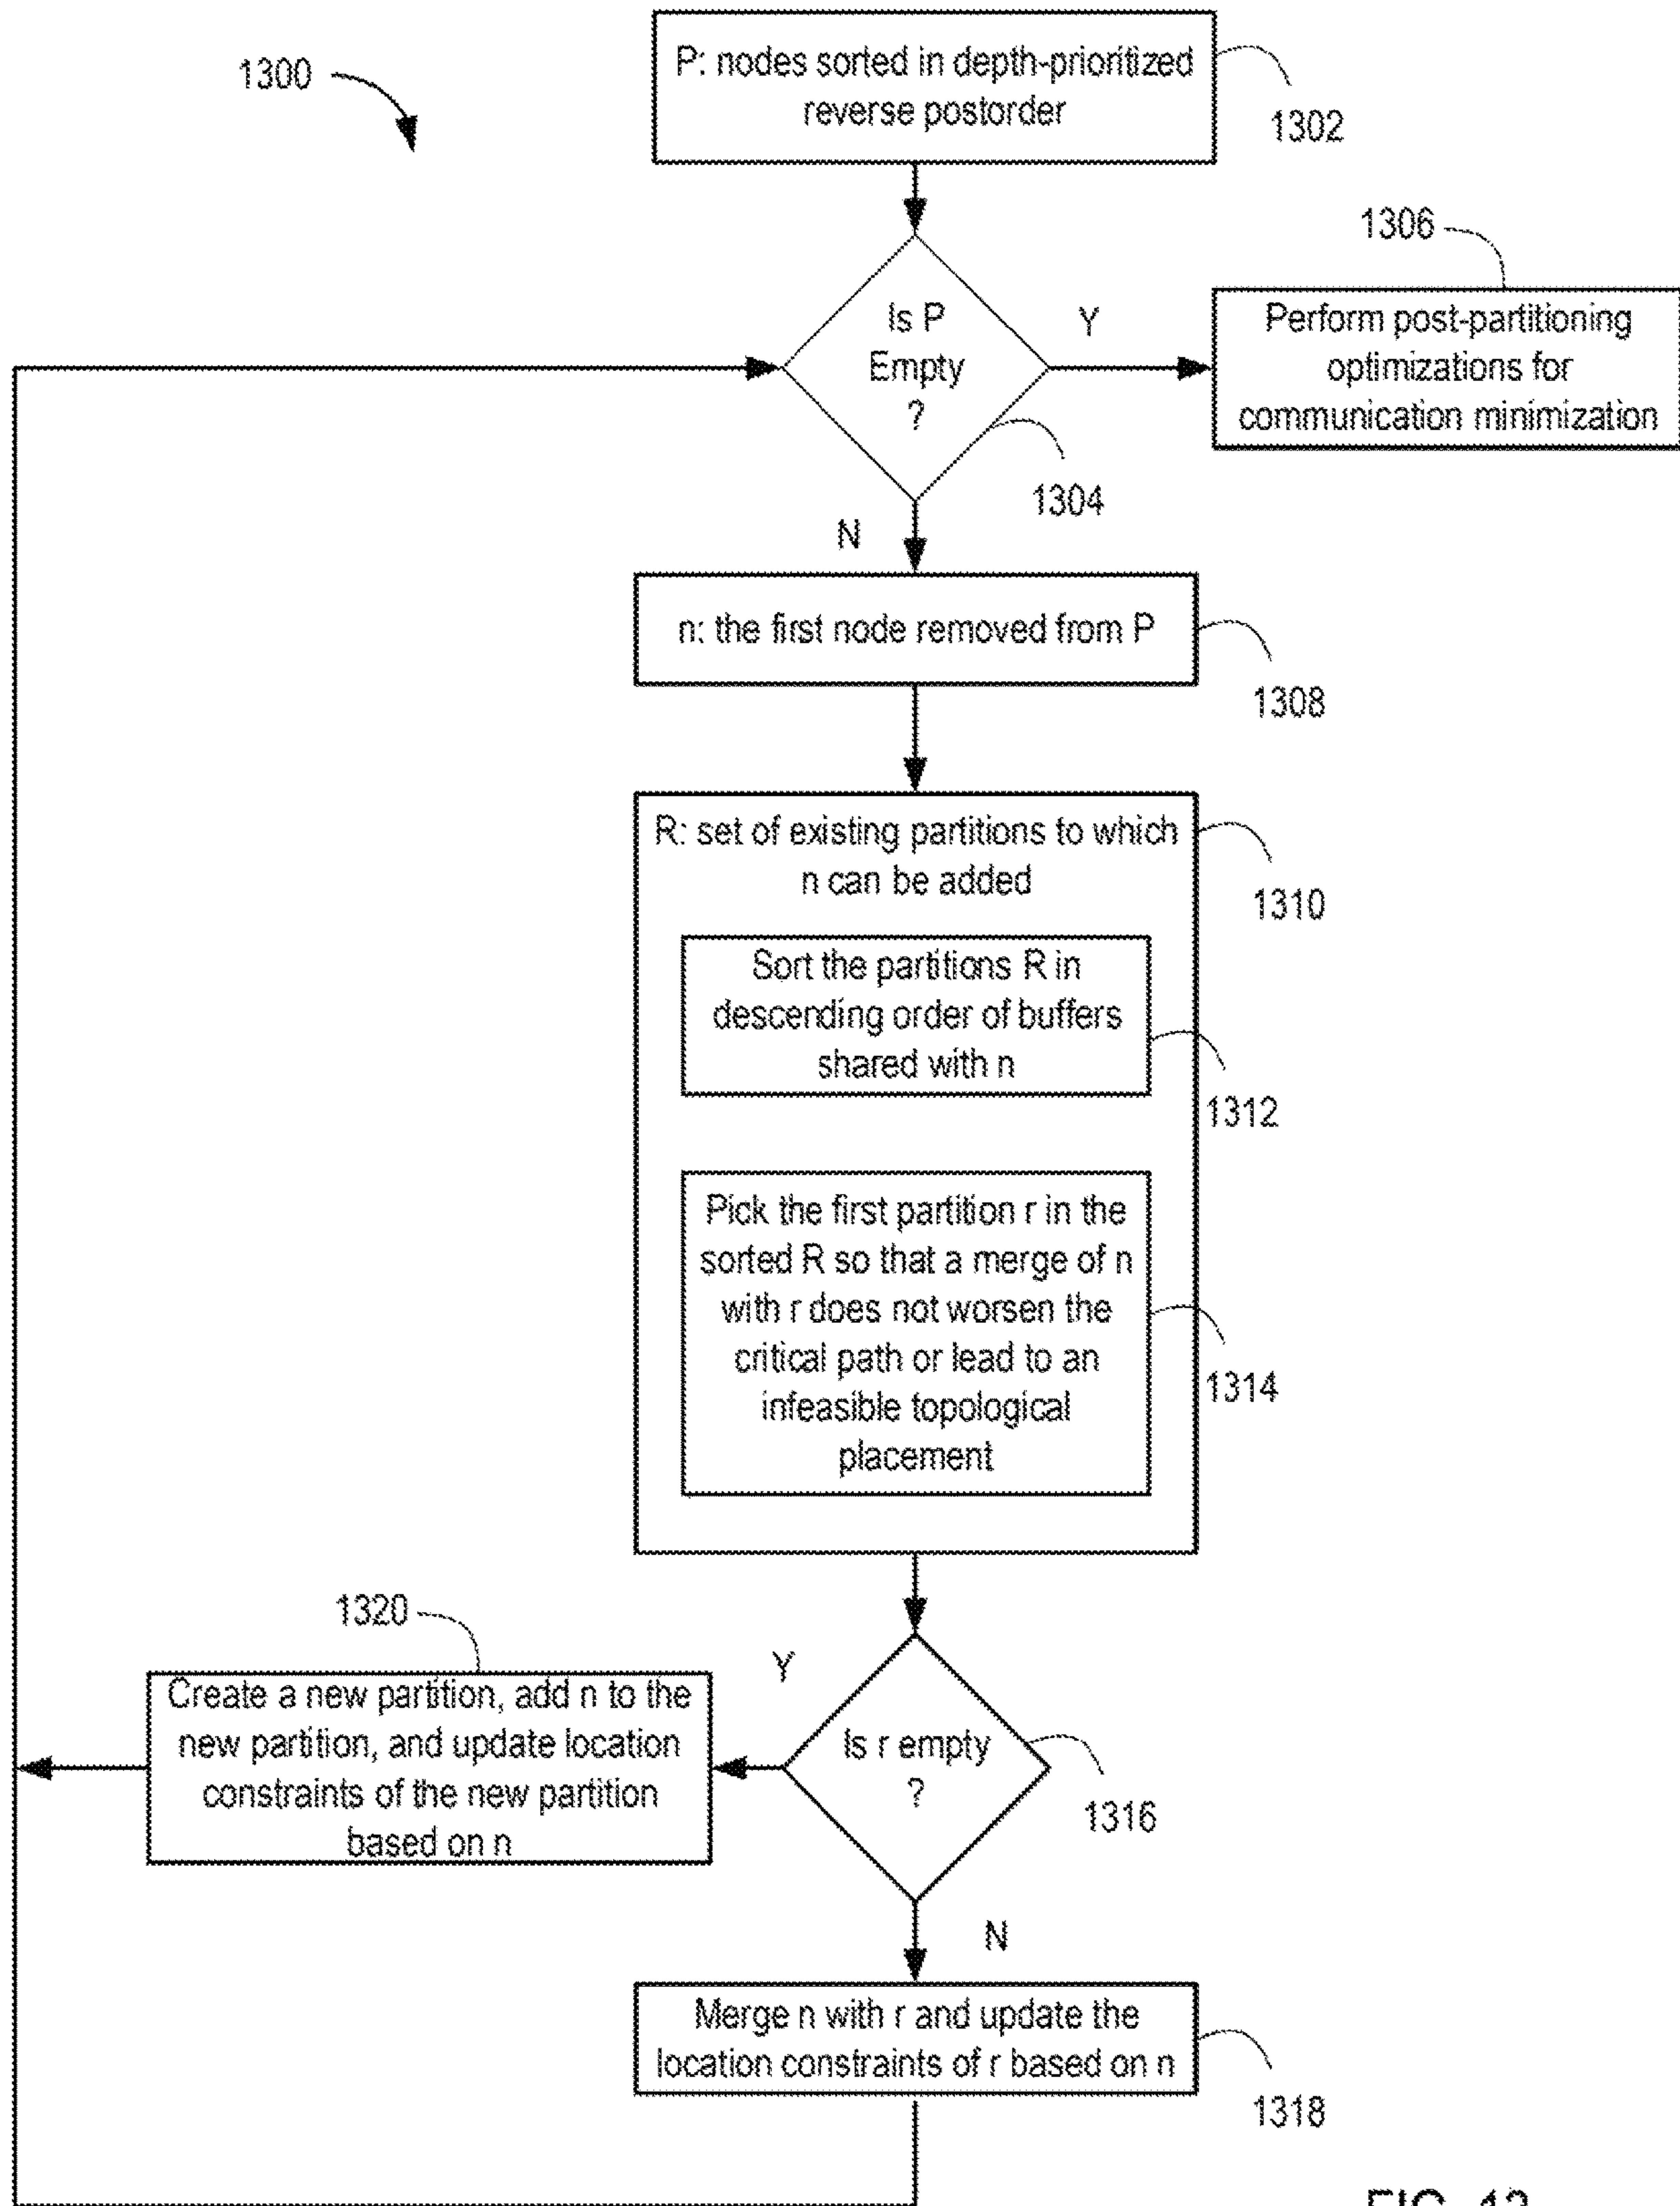 1300
P: nodes sorted in depth-prioritized
reverse postorder
1302
Is P
Empty
?
1304
Y
1306
Perform post-partitioning
optimizations for
communication minimization
N
n: the first node removed from P
1308
R: set of existing partitions to which
n can be added
1310
Sort the partitions R in
descending order of buffers
shared with n
1312
Pick the first partition r in the
sorted R so that a merge of n
with r does not worsen the
critical path or lead to an
infeasible topological
placement
1314
Is r empty
?
1316
Y
1320
Create a new partition, add n to the
new partition, and update location
constraints of the new partition
based on n
N
Merge n with r and update the
location constraints of r based on n
1318
FIG. 13